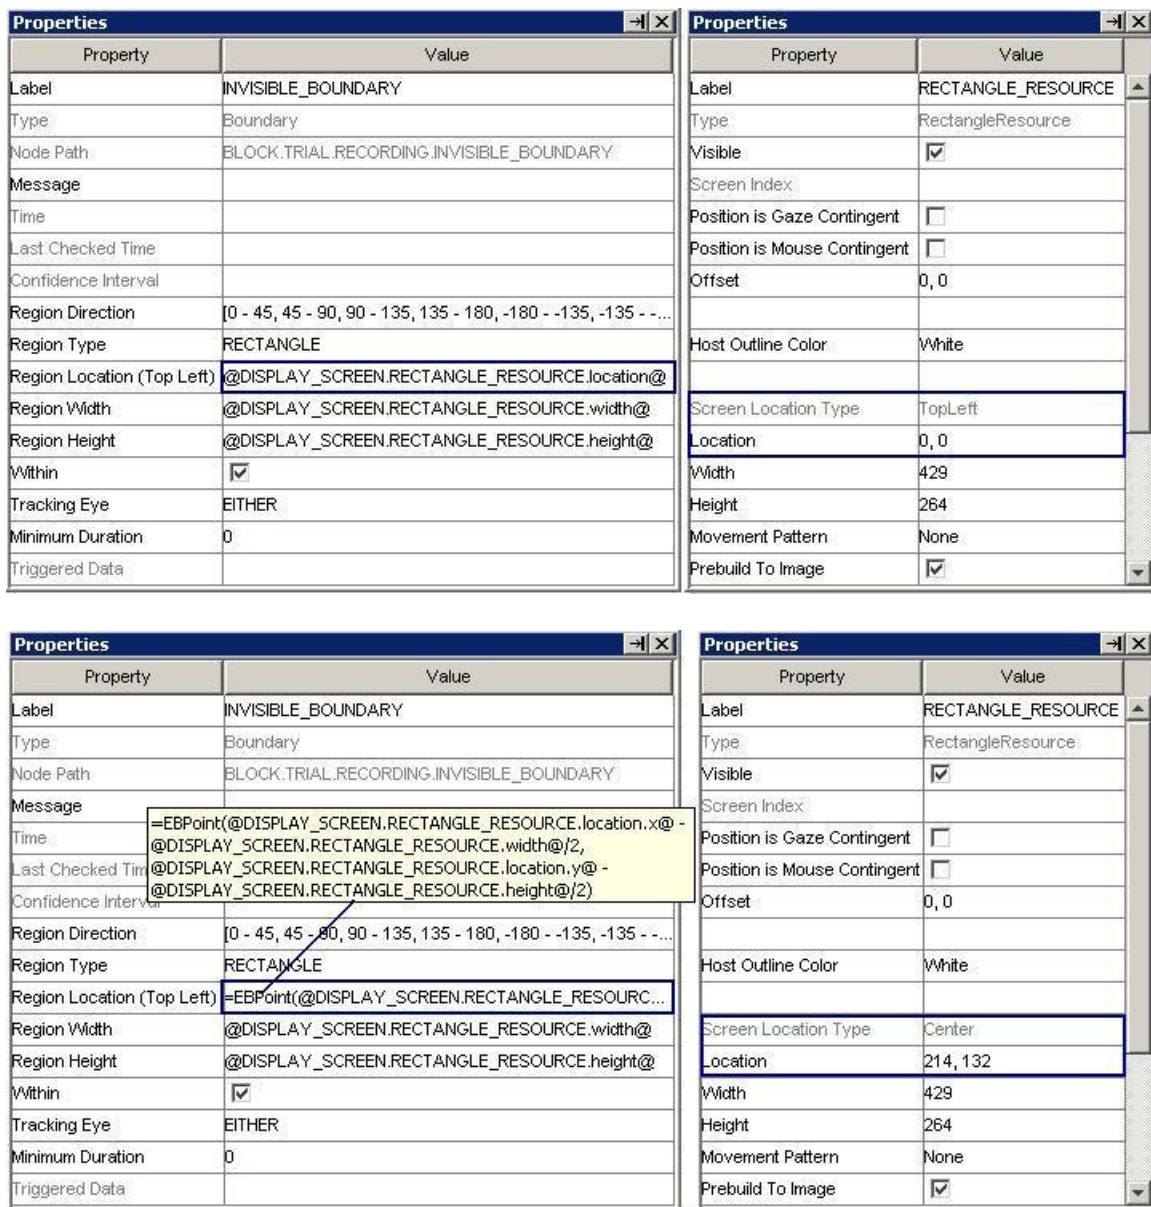 Properties
Property Value
Label INVISIBLE_BOUNDARY
Type Boundary
Node Path BLOCK.TRIAL.RECORDING.INVISIBLE_BOUNDARY
Message
Time
Last Checked Time
Confidence Interval
Region Direction [0 - 45, 45 - 90, 90 - 135, 135 - 180, -180 - -135, -135 - -...
Region Type RECTANGLE
Region Location (Top Left) @DISPLAY_SCREEN.RECTANGLE_RESOURCE.location@
Region Width @DISPLAY_SCREEN.RECTANGLE_RESOURCE.width@
Region Height @DISPLAY_SCREEN.RECTANGLE_RESOURCE.height@
Within
Tracking Eye EITHER
Minimum Duration 0
Triggered Data
Properties
Property Value
Label RECTANGLE_RESOURCE
Type RectangleResource
Visible
Screen Index
Position is Gaze Contingent
Position is Mouse Contingent
Offset 0, 0
Host Outline Color White
Screen Location Type TopLeft
Location 0, 0
Width 429
Height 264
Movement Pattern None
Prebuild To Image
Properties
Property Value
Label INVISIBLE_BOUNDARY
Type Boundary
Node Path BLOCK.TRIAL.RECORDING.INVISIBLE_BOUNDARY
Message
=EBPoint(@DISPLAY_SCREEN.RECTANGLE_RESOURCE.location.x@ -
@DISPLAY_SCREEN.RECTANGLE_RESOURCE.width@/2,
@DISPLAY_SCREEN.RECTANGLE_RESOURCE.location.y@ -
@DISPLAY_SCREEN.RECTANGLE_RESOURCE.height@/2)
Time
Last Checked Tim
Confidence Interval
Region Direction [0 - 45, 45 - 90, 90 - 135, 135 - 180, -180 - -135, -135 - -...
Region Type RECTANGLE
Region Location (Top Left) =EBPoint(@DISPLAY_SCREEN.RECTANGLE_RESOURC...
Region Width @DISPLAY_SCREEN.RECTANGLE_RESOURCE.width@
Region Height @DISPLAY_SCREEN.RECTANGLE_RESOURCE.height@
Within
Tracking Eye EITHER
Minimum Duration 0
Triggered Data
Properties
Property Value
Label RECTANGLE_RESOURCE
Type RectangleResource
Visible
Screen Index
Position is Gaze Contingent
Position is Mouse Contingent
Offset 0, 0
Host Outline Color White
Screen Location Type Center
Location 214, 132
Width 429
Height 264
Movement Pattern None
Prebuild To Image